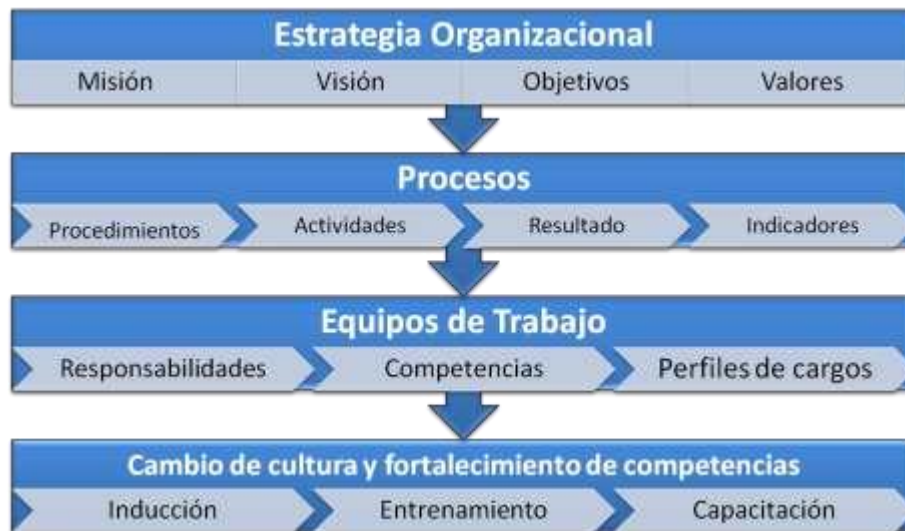 Estrategia Organizacional
Misión Visión Objetivos Valores
Procesos
Procedimientos Actividades Resultado Indicadores
Equipos de Trabajo
Responsabilidades Competencias Perfiles de cargos
Cambio de cultura y fortalecimiento de competencias
Inducción Entrenamiento Capacitación